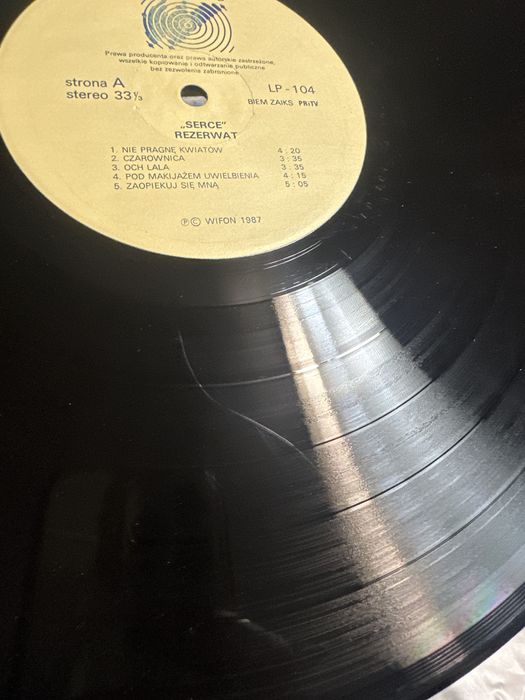 Prawa producenta oraz prawa autorskie zastrzeżone,
wszelkie kopiowanie i odtwarzanie publiczne
bez zezwolenia zabronione
strona A
stereo 33⅓
LP-104
BIEM ZAIKS PRiTV
„SERCE"
REZERWAT
1. NIE PRAGNĘ KWIATÓW 4:20
2. CZAROWNICA 3:35
3. OCH LALA 3:35
4. POD MAKIJAŻEM UWIELBIENIA 4:15
5. ZAOPIEKUJ SIĘ MNĄ 5:05
Ⓟ© WIFON 1987